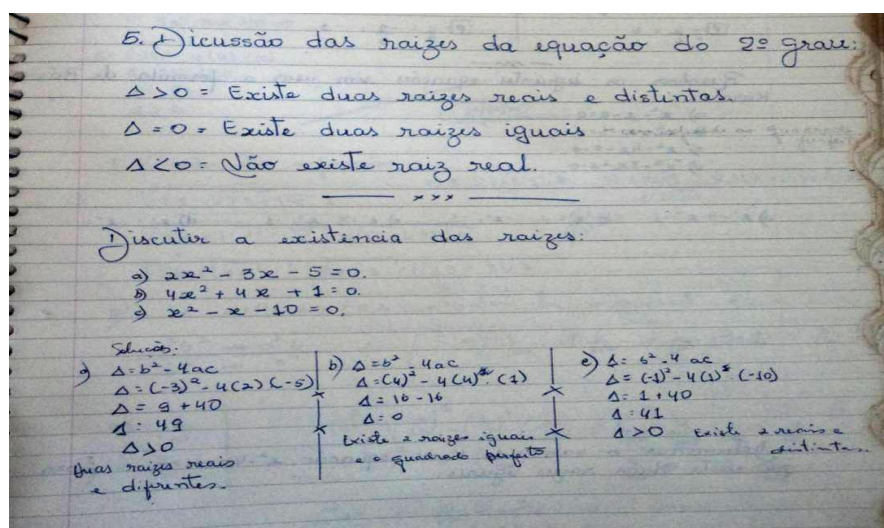 5. Dicussão das raizes da equação do 2º grau:
Δ>0 = Existe duas raizes reais e distintas.
Δ=0 = Existe duas raizes iguais
Δ<0 = Não existe raiz real.
x x x
Discutir a existência das raizes:
a) 2x² - 3x - 5 = 0.
b) 4x² + 4x + 1 = 0.
c) x² - x - 10 = 0.
Solução:
a) Δ=b²-4ac
Δ=(-3)²-4(2)(-5)
Δ= 9+40
Δ: 49
Δ>0
Duas raizes reais
e diferentes.
b) Δ=b²-4ac
Δ=(4)²-4(4)·(1)
Δ= 16-16
Δ: 0
Existe 2 raizes iguais
e o quadrado perfeito
c) Δ= b²-4ac
Δ= (-1)²-4(1)(-10)
Δ: 1+40
Δ: 41
Δ>0 Existe 2 reais e
distintas.